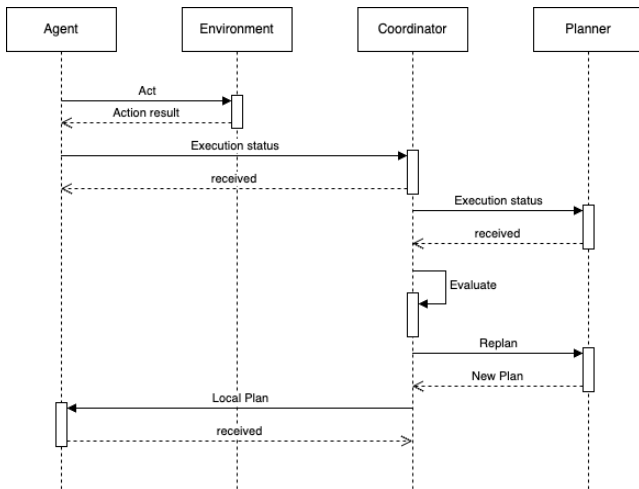 Agent
Environment
Coordinator
Planner
Act
Action result
Execution status
received
Execution status
received
Evaluate
Replan
New Plan
Local Plan
received